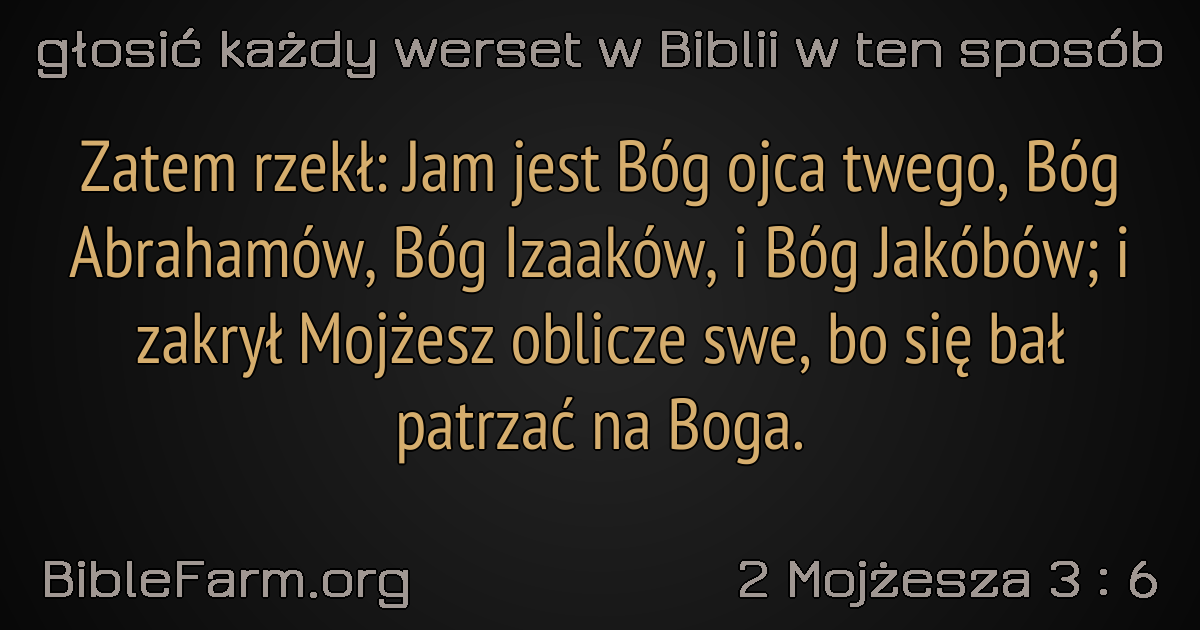 głosić każdy werset w Biblii w ten sposób
Zatem rzekł: Jam jest Bóg ojca twego, Bóg
Abrahamów, Bóg Izaaków, i Bóg Jakóbów; i
zakrył Mojżesz oblicze swe, bo się bał
patrzać na Boga.
BibleFarm.org
2 Mojżesza 3 : 6